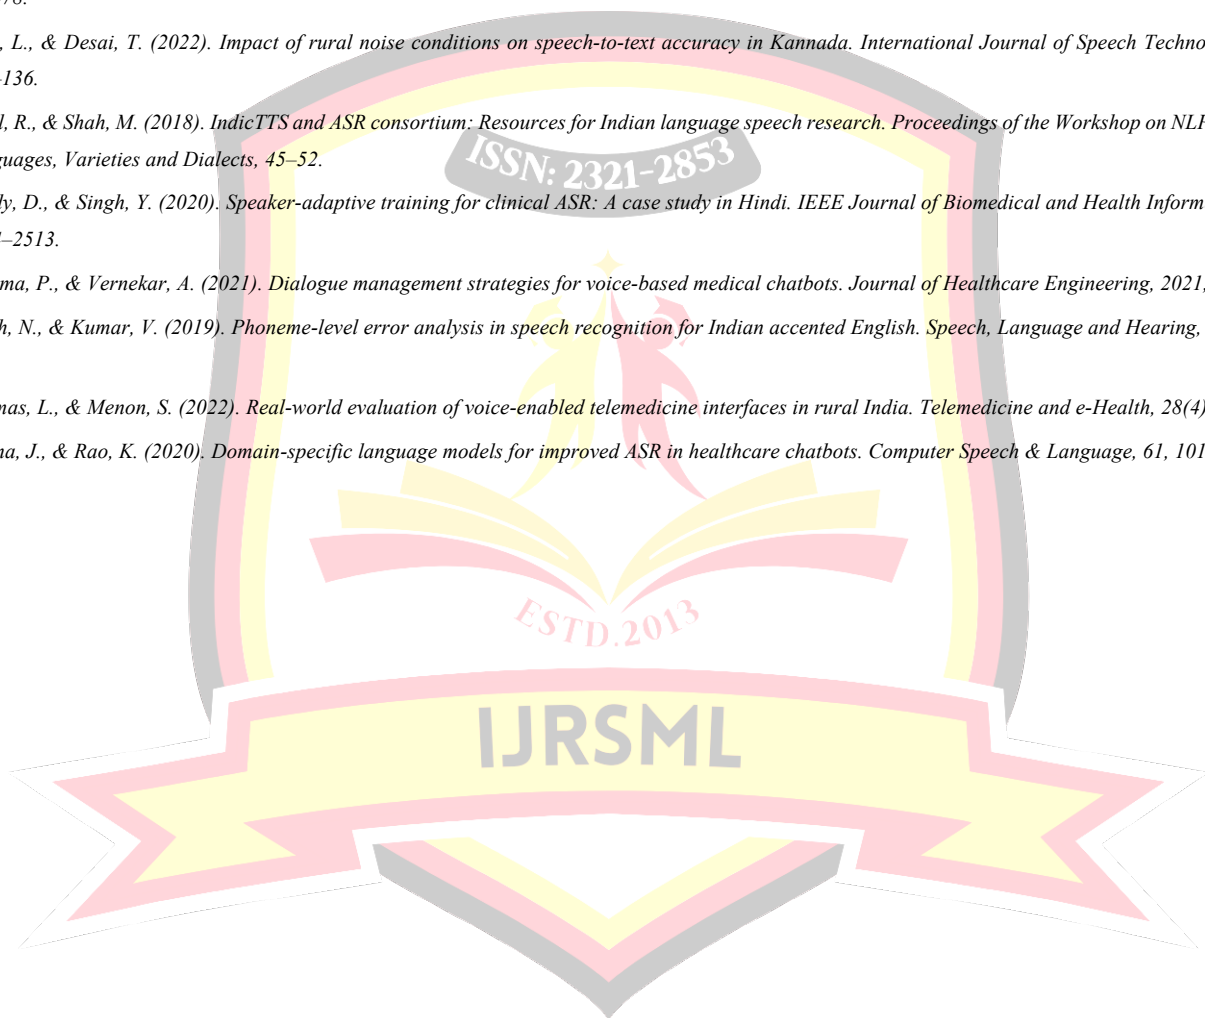 , L., & Desai, T. (2022). Impact of rural noise conditions on speech-to-text accuracy in Kannada. International Journal of Speech Techno
–136.
l, R., & Shah, M. (2018). IndicTTS and ASR consortium: Resources for Indian language speech research. Proceedings of the Workshop on NLP
guages, Varieties and Dialects, 45–52.
ISSN: 2321-2853
ly, D., & Singh, Y. (2020). Speaker-adaptive training for clinical ASR: A case study in Hindi. IEEE Journal of Biomedical and Health Inform
–2513.
ma, P., & Vernekar, A. (2021). Dialogue management strategies for voice-based medical chatbots. Journal of Healthcare Engineering, 2021,
h, N., & Kumar, V. (2019). Phoneme-level error analysis in speech recognition for Indian accented English. Speech, Language and Hearing,
mas, L., & Menon, S. (2022). Real-world evaluation of voice-enabled telemedicine interfaces in rural India. Telemedicine and e-Health, 28(4)
na, J., & Rao, K. (2020). Domain-specific language models for improved ASR in healthcare chatbots. Computer Speech & Language, 61, 101
ESTD.2013
IJRSML